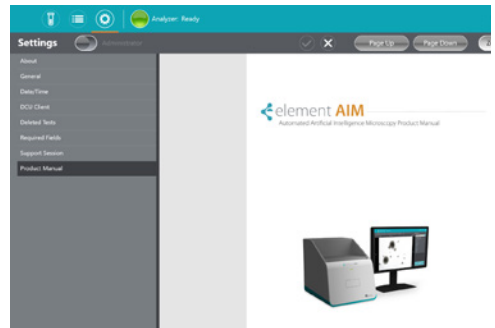 Analyzer: Ready
Settings
Administrator
Page Up
Page Down
About
General
Date/Time
DCU Client
Deleted Tests
Required Fields
Support Session
Product Manual
element AIM
Automated Artificial Intelligence Microscopy Product Manual